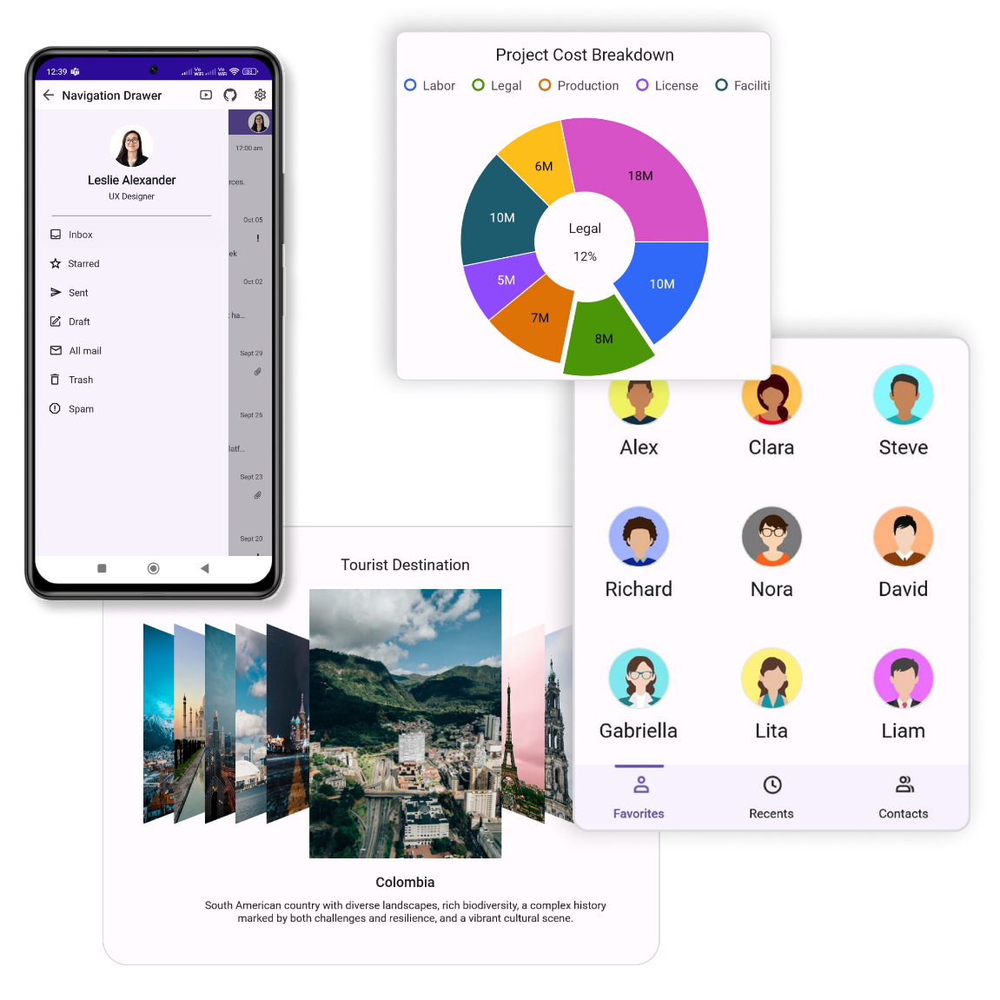 12:39
Navigation Drawer
Leslie Alexander
UX Designer
Inbox
Starred
Sent
Draft
All mail
Trash
Spam
12:00 am
rces.
Oct 05
!
ek
Oct 02
ha...
Sept 29
Sept 26
latf...
Sept 23
Sept 20
Project Cost Breakdown
Labor Legal Production License Faciliti
6M
18M
10M
5M
7M
8M
10M
Legal
12%
Alex Clara Steve
Richard Nora David
Gabriella Lita Liam
Favorites Recents Contacts
Tourist Destination
Colombia
South American country with diverse landscapes, rich biodiversity, a complex history
marked by both challenges and resilience, and a vibrant cultural scene.